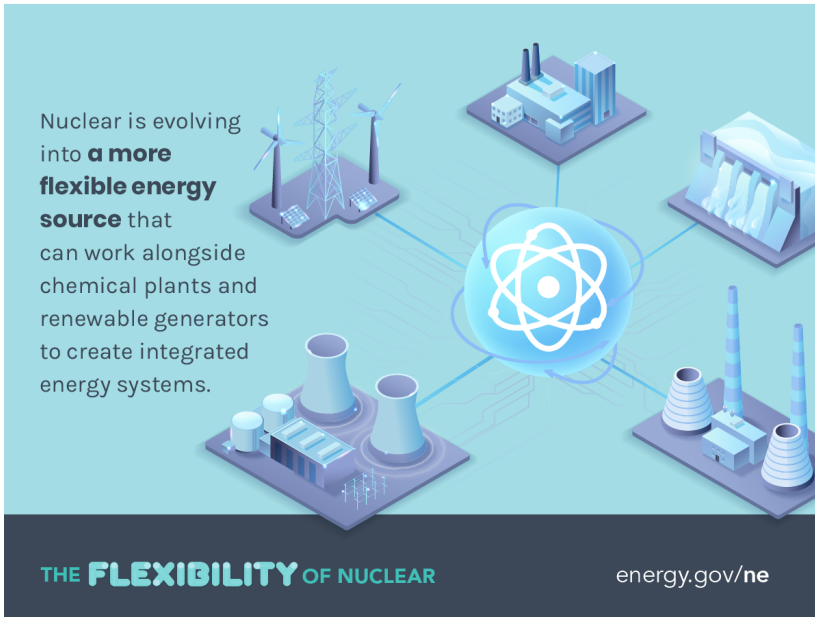 Nuclear is evolving
into a more
flexible energy
source that
can work alongside
chemical plants and
renewable generators
to create integrated
energy systems.
THE FLEXIBILITY OF NUCLEAR
energy.gov/ne